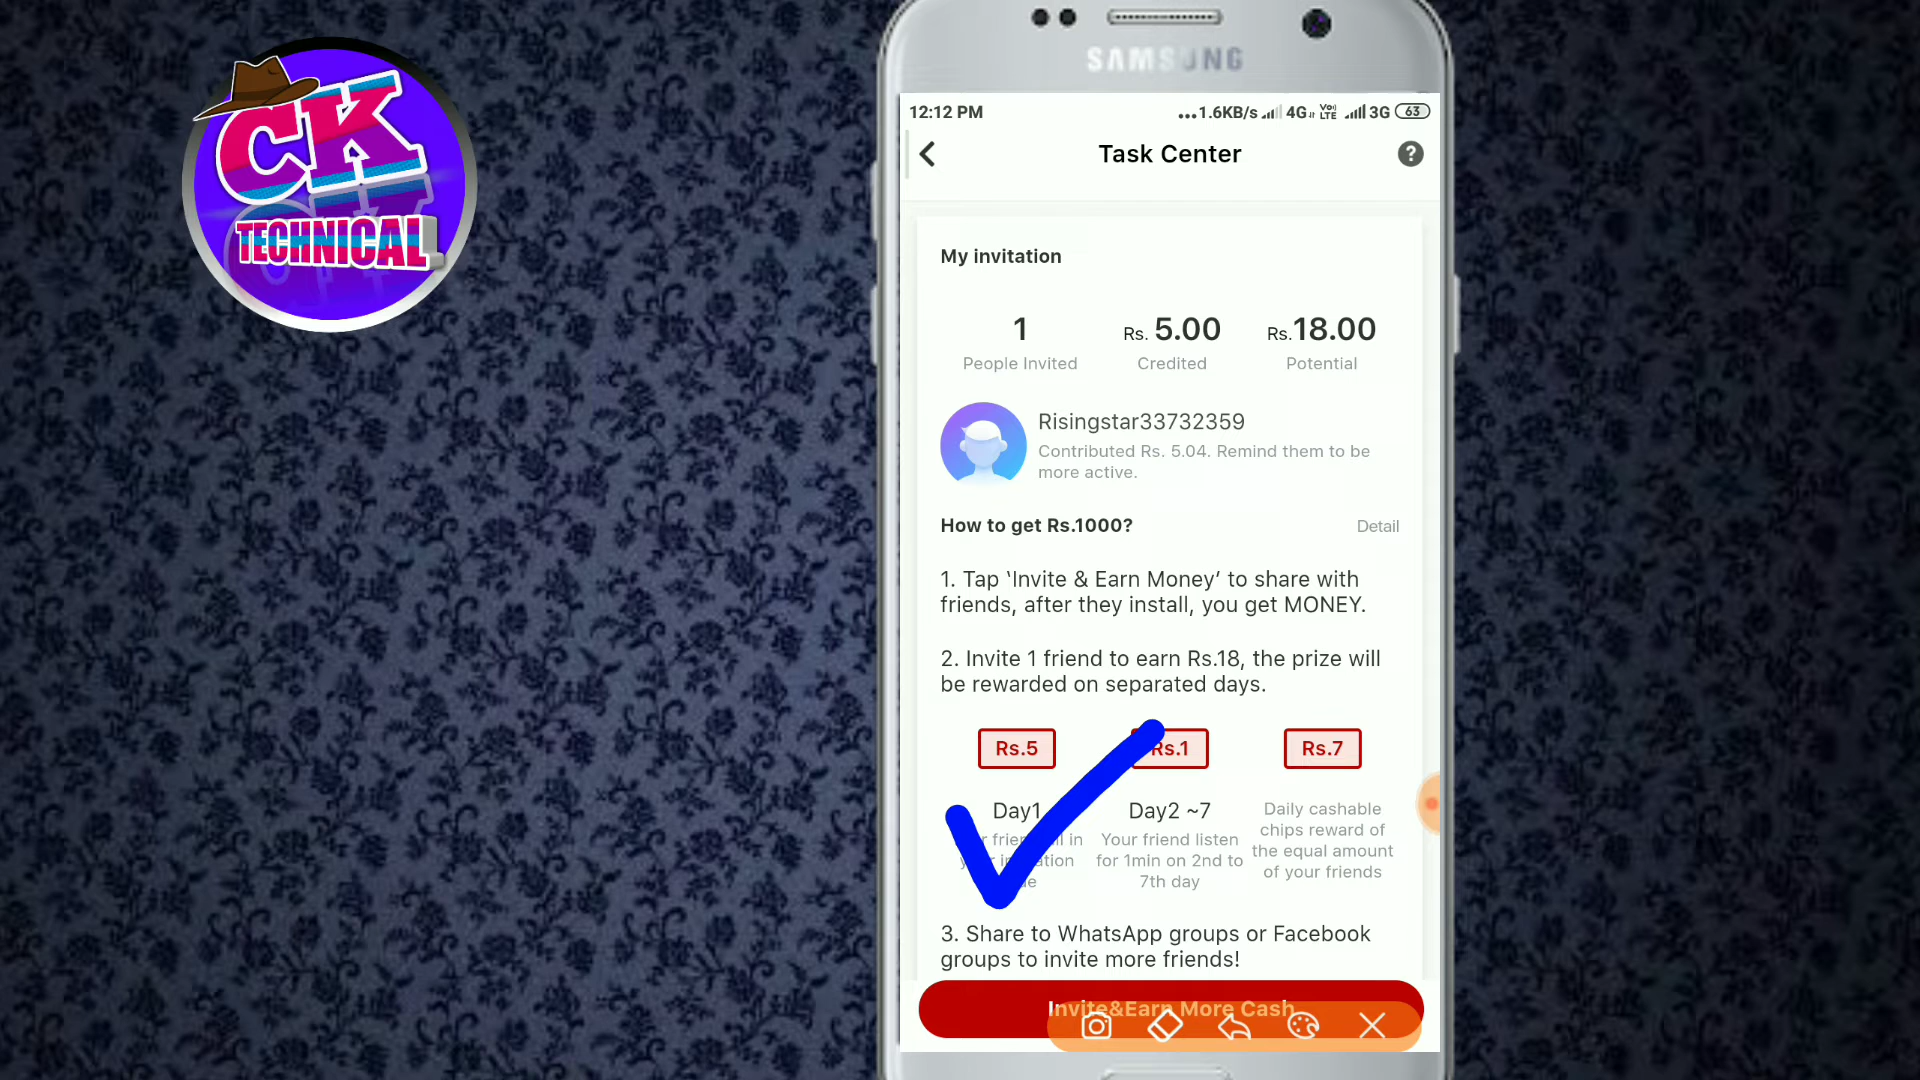 CK
TECHNICAL
SAMSUNG
12:12 PM
...1.6KB/s 4G VoLTE 3G 63
Task Center
?
My invitation
1
People Invited
Rs. 5.00
Credited
Rs.18.00
Potential
Risingstar33732359
Contributed Rs. 5.04. Remind them to be
more active.
How to get Rs.1000?
Detail
1. Tap ‘Invite & Earn Money’ to share with
friends, after they install, you get MONEY.
2. Invite 1 friend to earn Rs.18, the prize will
be rewarded on separated days.
Rs.5
Rs.1
Rs.7
Day1
friend in
Day2 ~7
Your friend listen
for 1min on 2nd to
7th day
Daily cashable
chips reward of
the equal amount
of your friends
3. Share to WhatsApp groups or Facebook
groups to invite more friends!
Invite&Earn More Cash